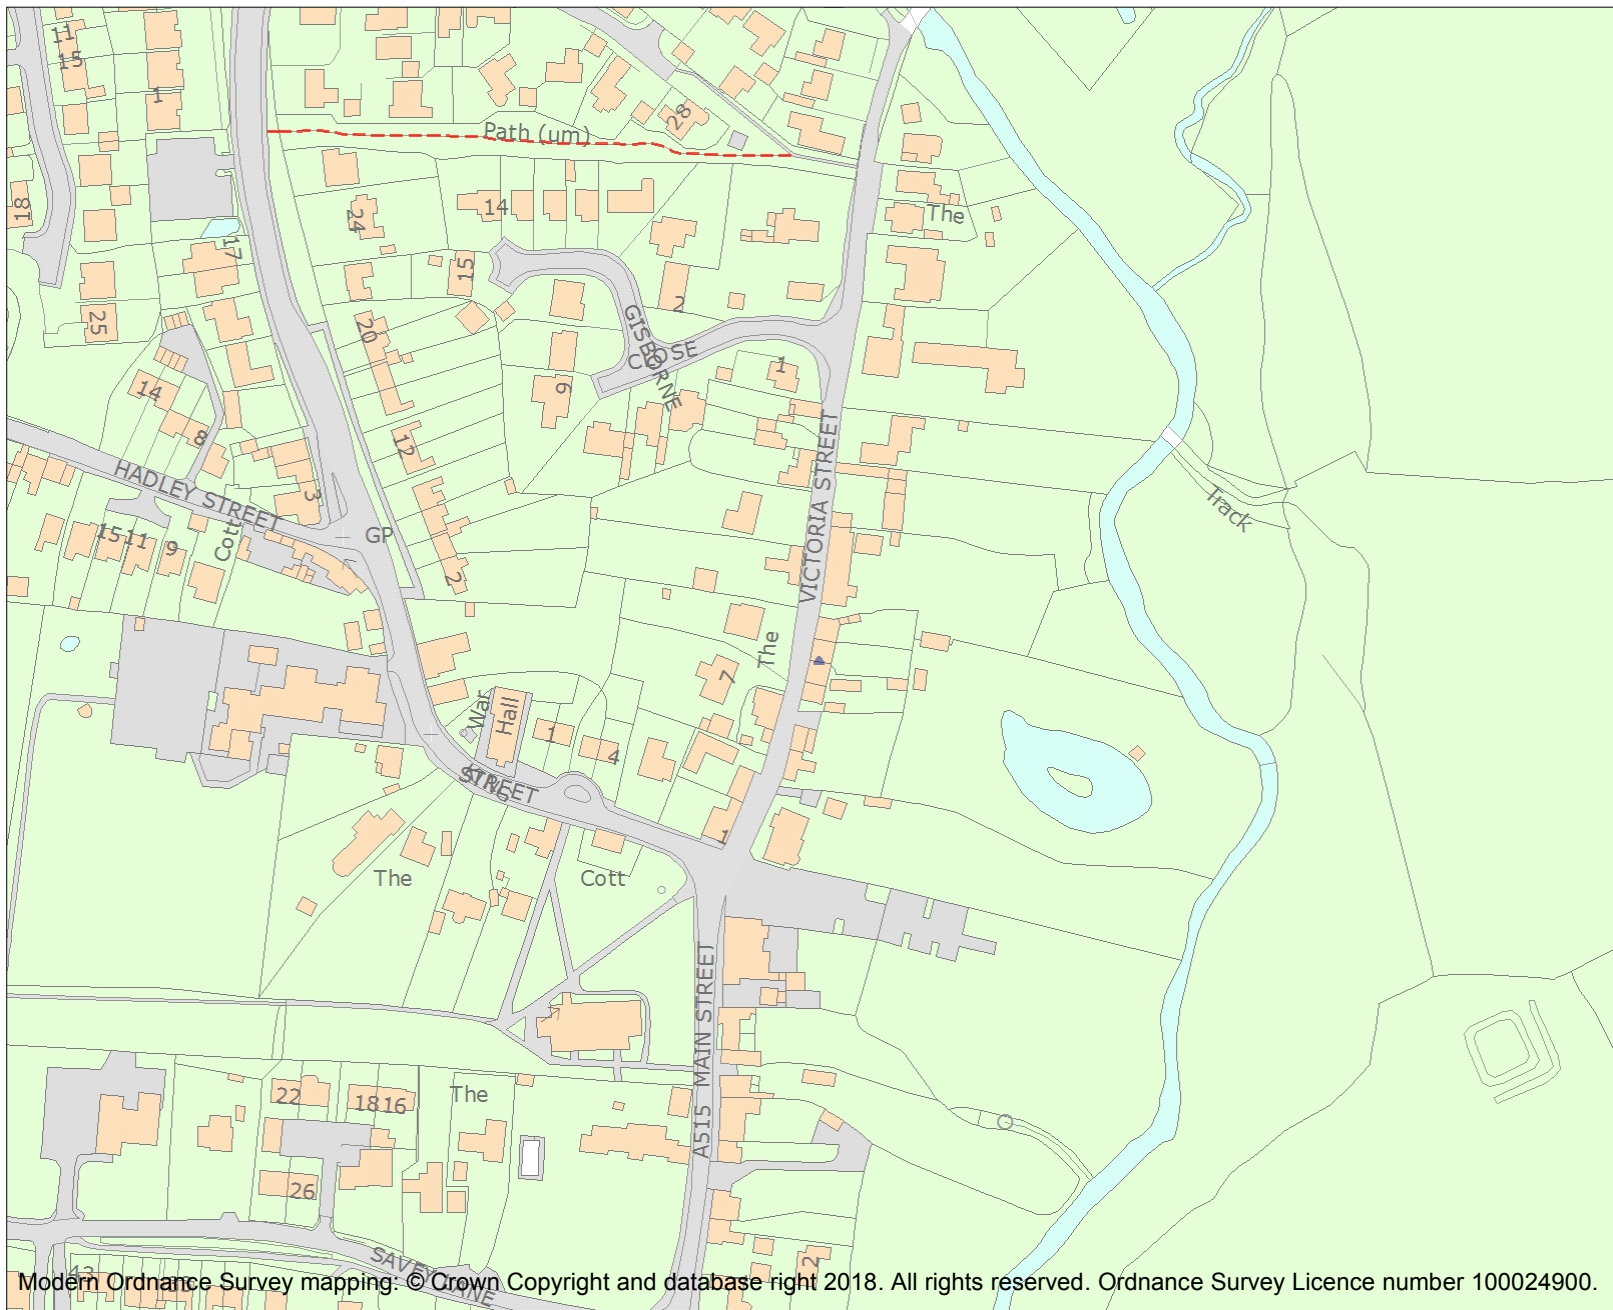 11
15
1
Path (um)
28
18
24
14
The
17
15
2
25
20
GISBORNE
CLOSE
1
14
9
8
12
VICTORIA STREET
HADLEY STREET
3
Track
GP
15 11
9
Cott
2
The
7
War
Hall
1
4
KING
STREET
1
The
Cott
A515 MAIN STREET
22
18 16
The
26
SAVEY LANE
2
43
Modern Ordnance Survey mapping: © Crown Copyright and database right 2018. All rights reserved. Ordnance Survey Licence number 100024900.